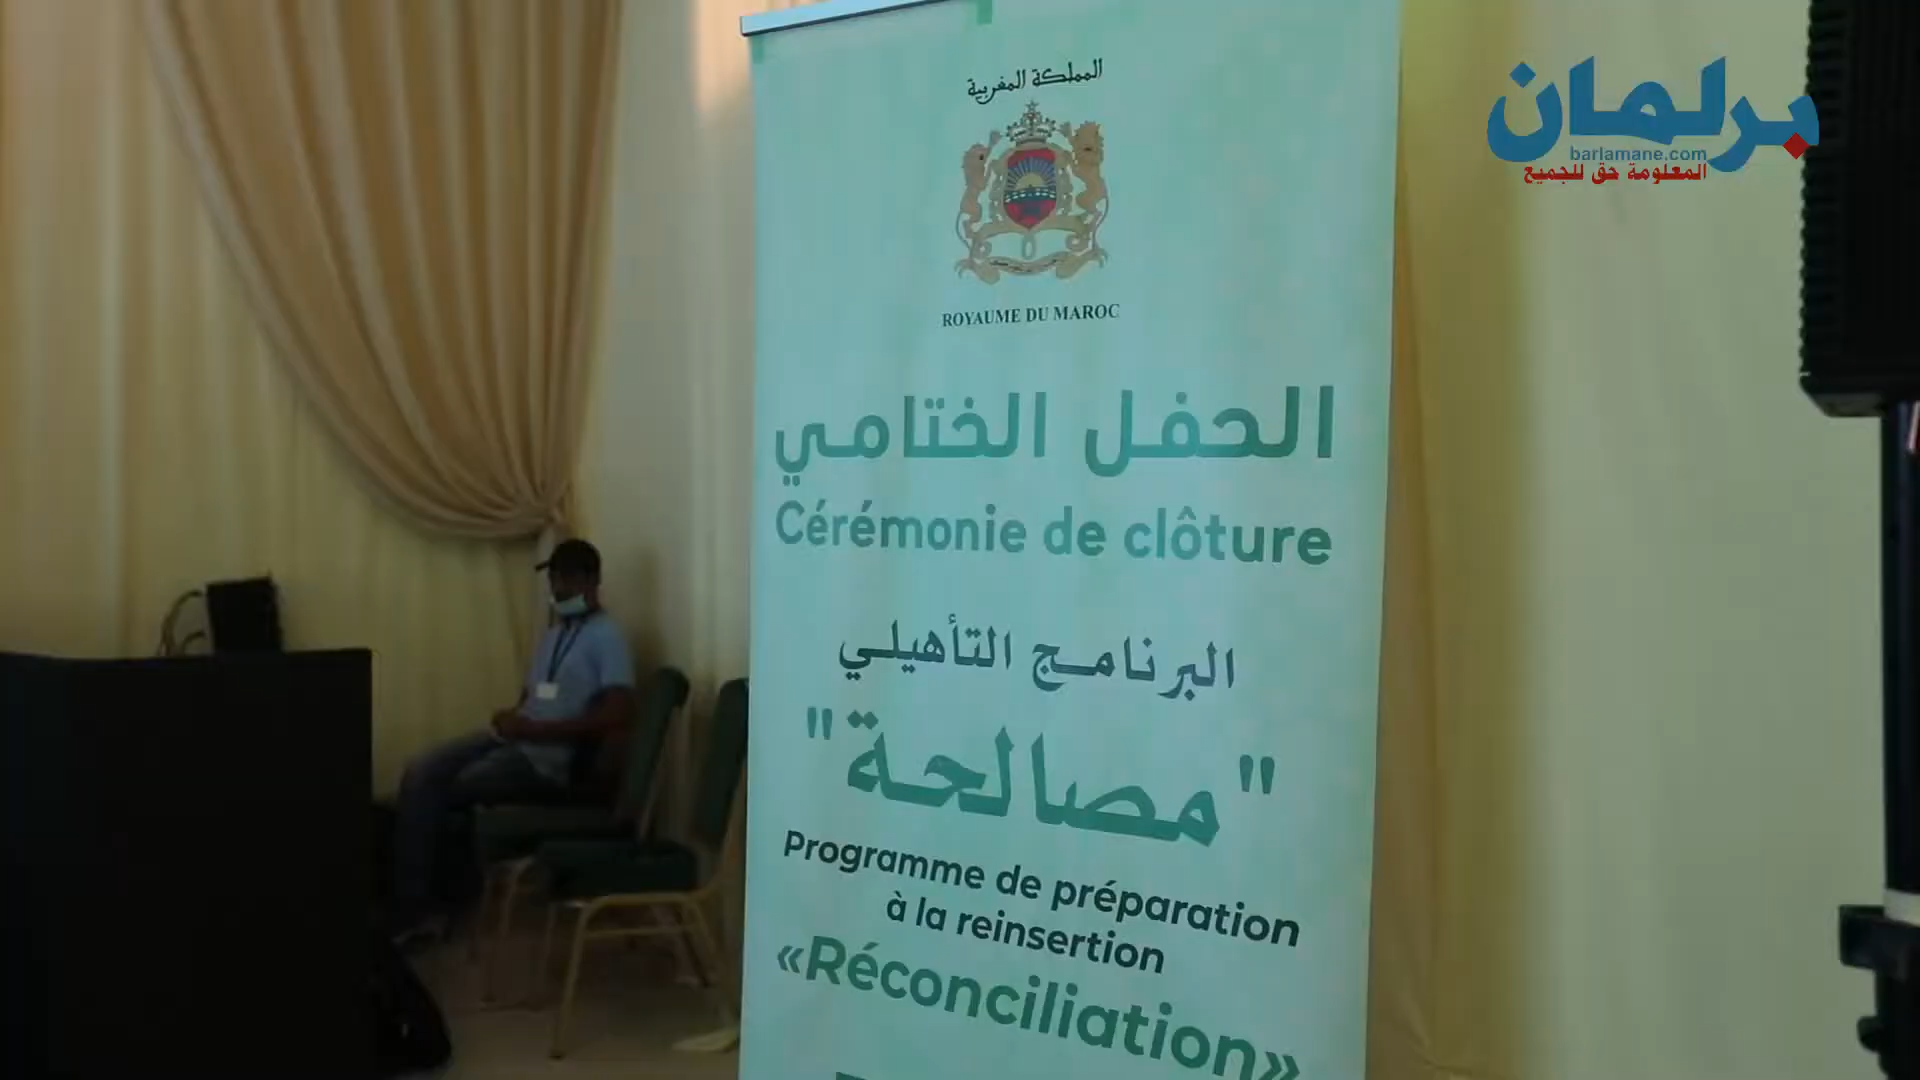 المملكة المغربية
ROYAUME DU MAROC
الحفل الختامي
Cérémonie de clôture
البرنامج التأهيلي
"مصالحة"
Programme de préparation
à la reinsertion
«Réconciliation»
برلمان
barlamane.com
المعلومة حق للجميع